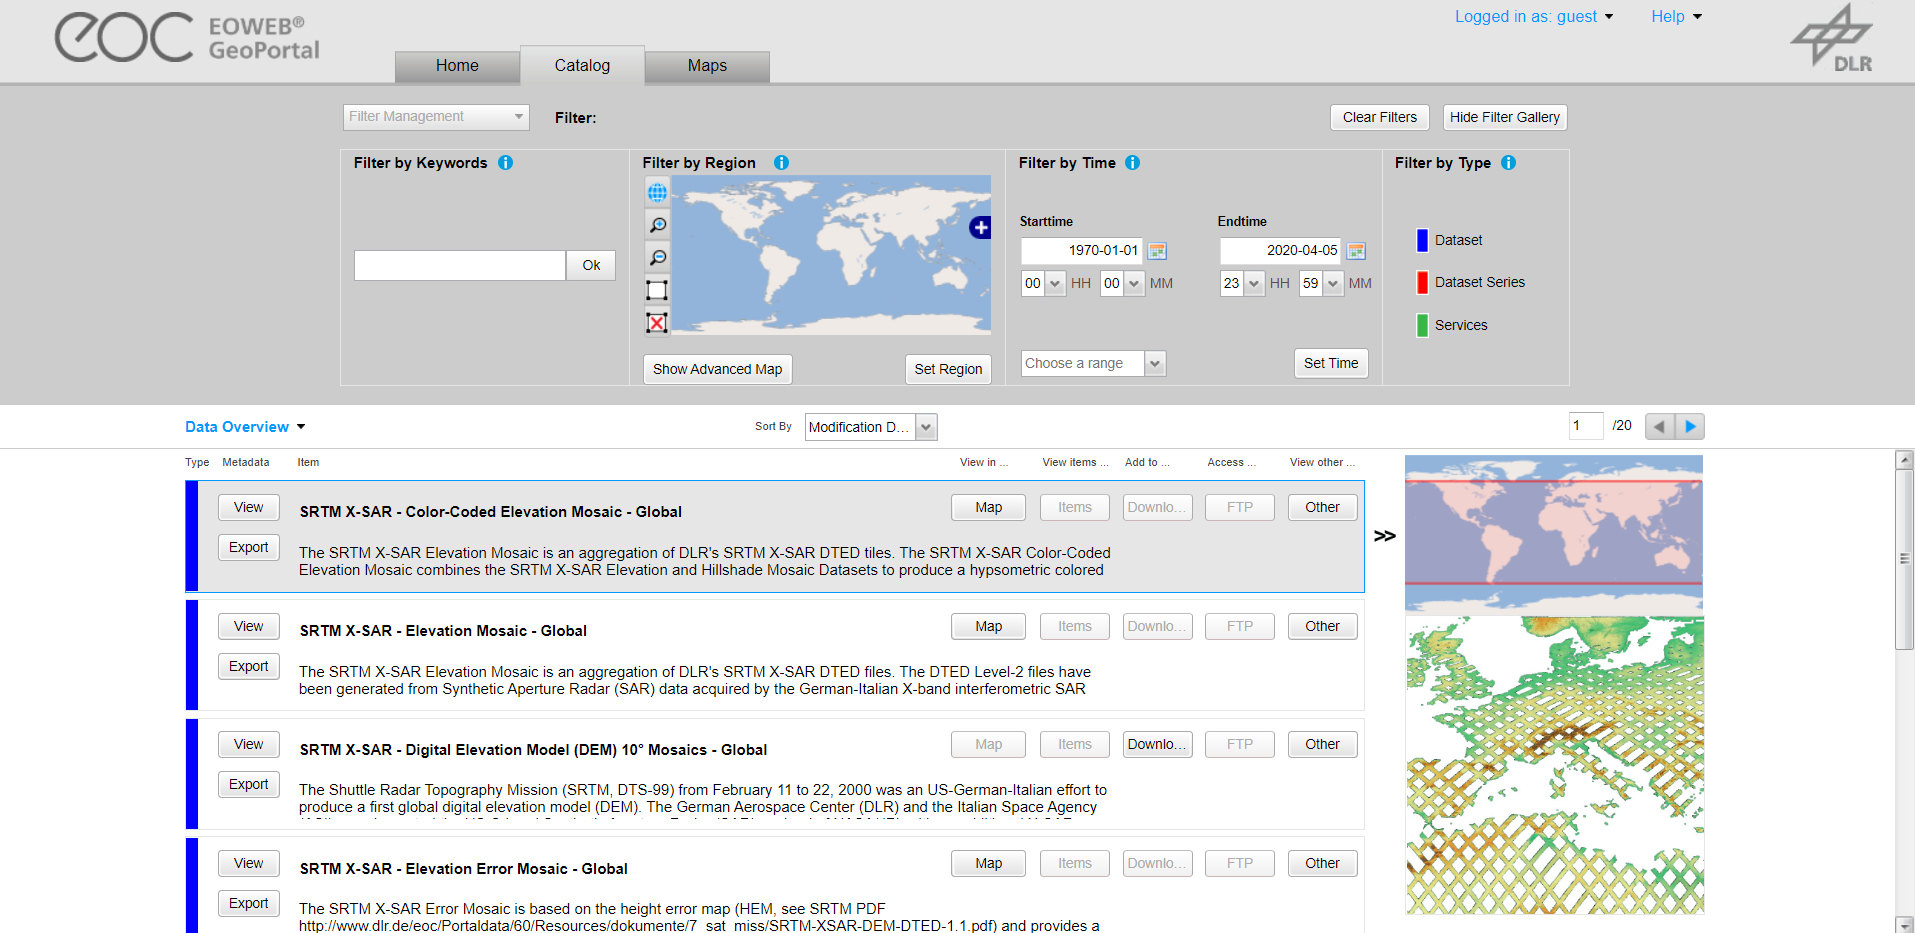 eoc EOWEB® GeoPortal
Logged in as: guest
Help
DLR
Home
Catalog
Maps
Filter Management
Filter:
Clear Filters
Hide Filter Gallery
Filter by Keywords
Filter by Region
Filter by Time
Filter by Type
Starttime
Endtime
1970-01-01
2020-04-05
00 HH 00 MM
23 HH 59 MM
Dataset
Dataset Series
Services
Ok
Choose a range
Set Time
Show Advanced Map
Set Region
Data Overview
Sort By
Modification D...
1 /20
Type Metadata Item View in ... View items ... Add to ... Access ... View other ...
View
SRTM X-SAR - Color-Coded Elevation Mosaic - Global
Map Items Downlo... FTP Other
Export
The SRTM X-SAR Elevation Mosaic is an aggregation of DLR's SRTM X-SAR DTED tiles. The SRTM X-SAR Color-Coded
Elevation Mosaic combines the SRTM X-SAR Elevation and Hillshade Mosaic Datasets to produce a hypsometric colored
>>
View
SRTM X-SAR - Elevation Mosaic - Global
Map Items Downlo... FTP Other
Export
The SRTM X-SAR Elevation Mosaic is an aggregation of DLR's SRTM X-SAR DTED files. The DTED Level-2 files have
been generated from Synthetic Aperture Radar (SAR) data acquired by the German-Italian X-band interferometric SAR
View
SRTM X-SAR - Digital Elevation Model (DEM) 10° Mosaics - Global
Map Items Downlo... FTP Other
Export
The Shuttle Radar Topography Mission (SRTM, DTS-99) from February 11 to 22, 2000 was an US-German-Italian effort to
produce a first global digital elevation model (DEM). The German Aerospace Center (DLR) and the Italian Space Agency
View
SRTM X-SAR - Elevation Error Mosaic - Global
Map Items Downlo... FTP Other
Export
The SRTM X-SAR Error Mosaic is based on the height error map (HEM, see SRTM PDF
http://www.dlr.de/eoc/Portaldata/60/Resources/dokumente/7_sat_miss/SRTM-XSAR-DEM-DTED-1.1.pdf) and provides a